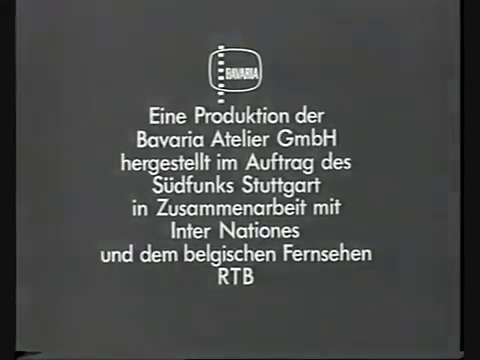 BAVARIA
Eine Produktion der
Bavaria Atelier GmbH
hergestellt im Auftrag des
Südfunks Stuttgart
in Zusammenarbeit mit
Inter Nationes
und dem belgischen Fernsehen
RTB